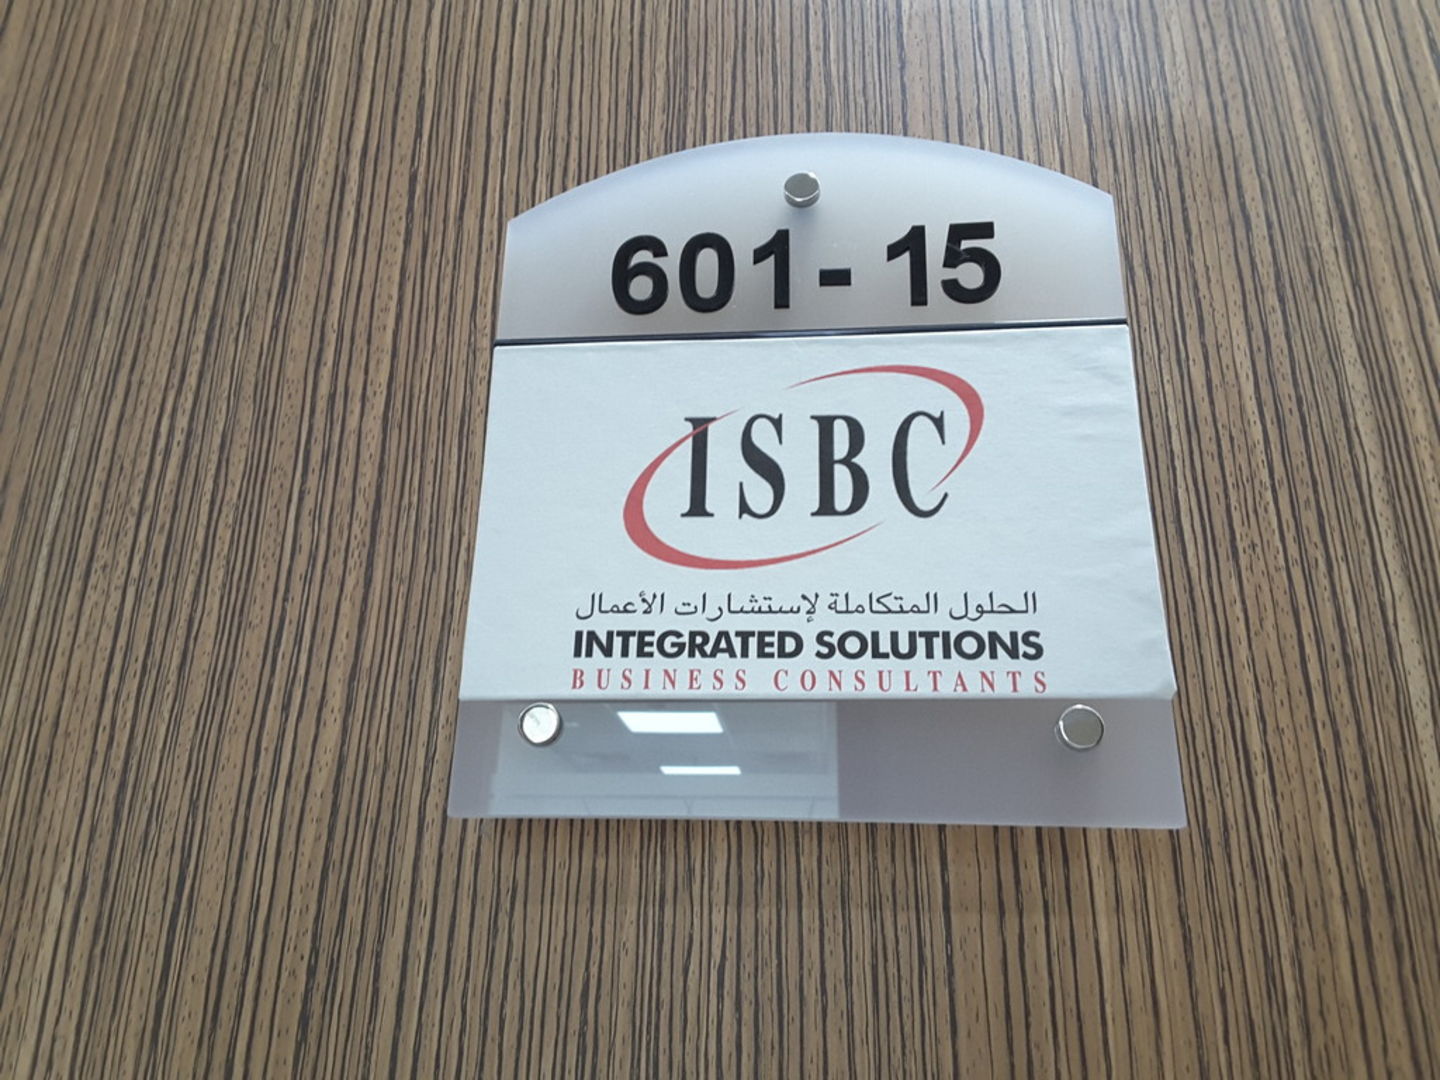 601-15
ISBC
الحلول المتكاملة لإستشارات الأعمال
INTEGRATED SOLUTIONS
BUSINESS CONSULTANTS